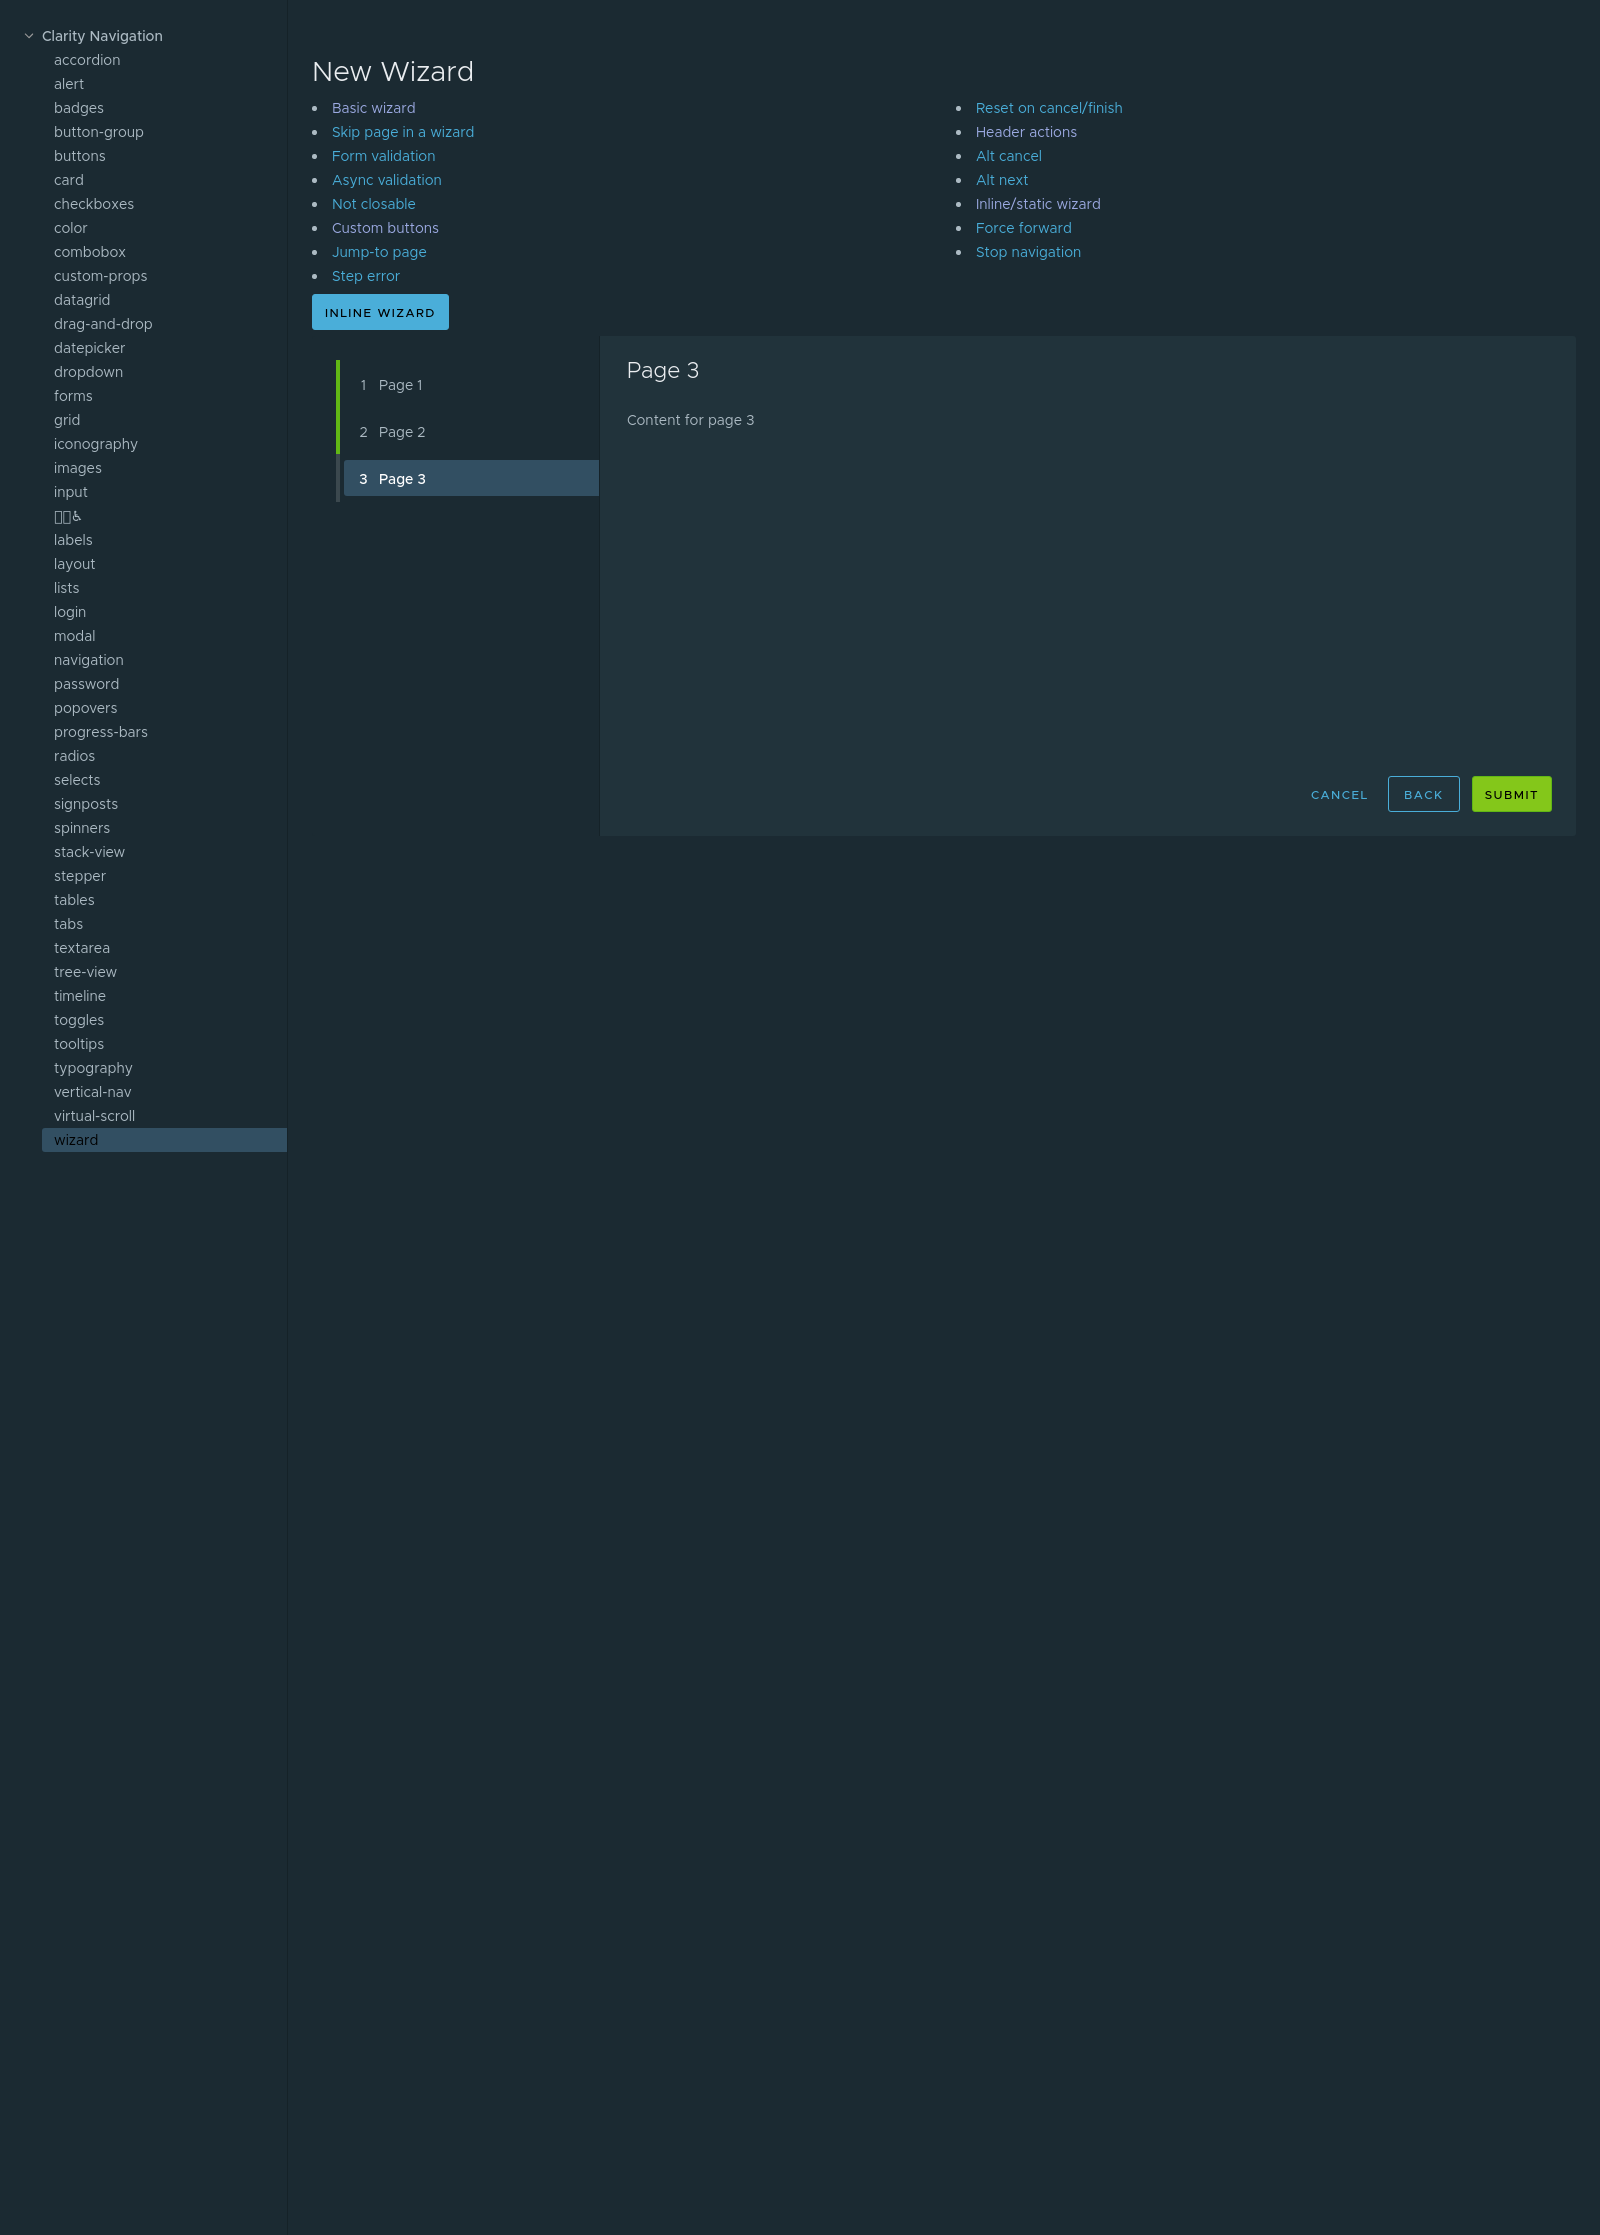 Clarity Navigation
accordion
alert
badges
button-group
buttons
card
checkboxes
color
combobox
custom-props
datagrid
drag-and-drop
datepicker
dropdown
forms
grid
iconography
images
input
♿
labels
layout
lists
login
modal
navigation
password
popovers
progress-bars
radios
selects
signposts
spinners
stack-view
stepper
tables
tabs
textarea
tree-view
timeline
toggles
tooltips
typography
vertical-nav
virtual-scroll
wizard
New Wizard
Basic wizard
Skip page in a wizard
Form validation
Async validation
Not closable
Custom buttons
Jump-to page
Step error
Reset on cancel/finish
Header actions
Alt cancel
Alt next
Inline/static wizard
Force forward
Stop navigation
INLINE WIZARD
1 Page 1
2 Page 2
3 Page 3
Page 3
Content for page 3
CANCEL
BACK
SUBMIT